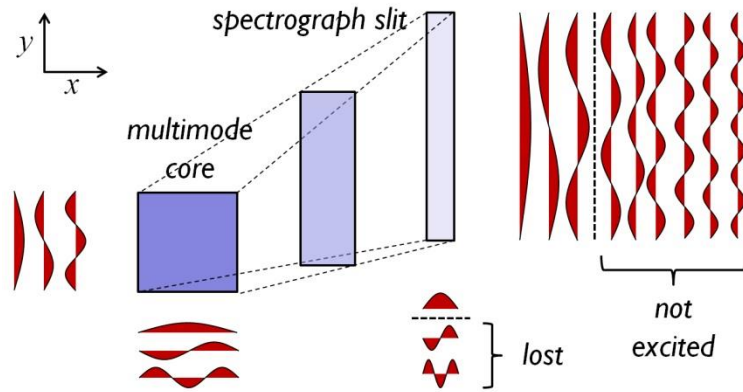 spectrograph slit
y
x
multimode
core
lost
not
excited